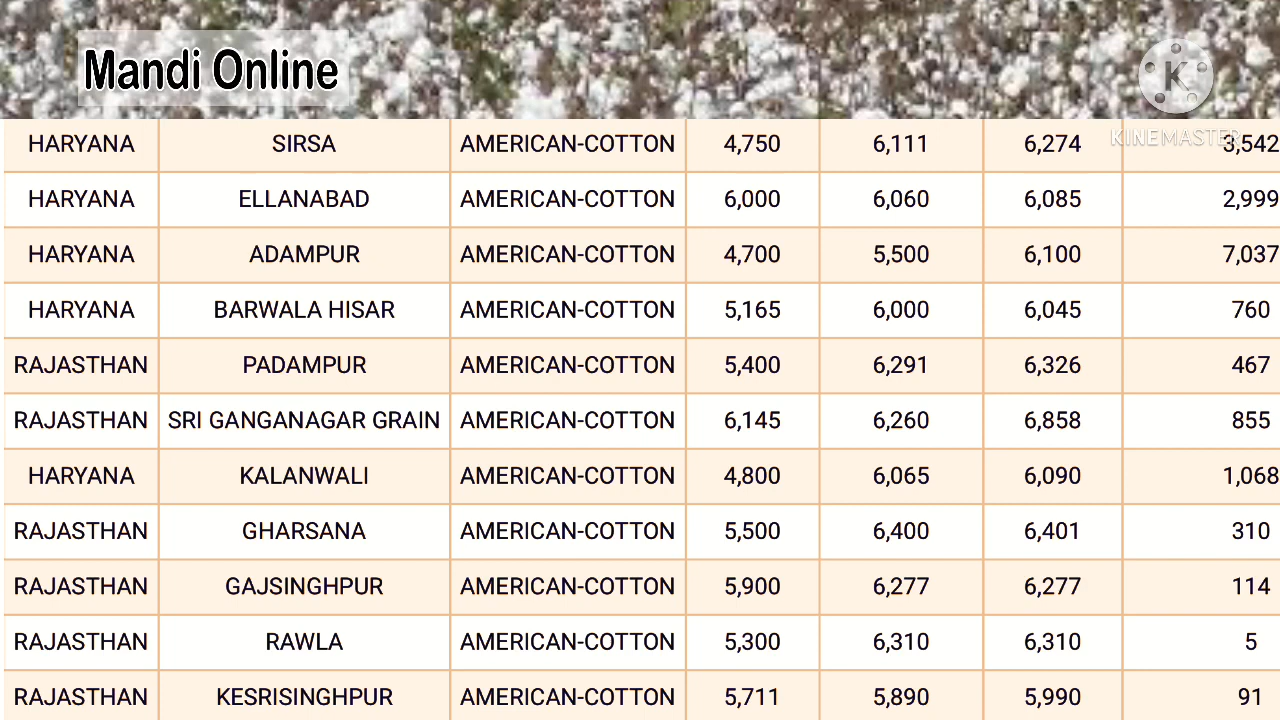 Mandi Online
KINEMASTER
HARYANA SIRSA AMERICAN-COTTON 4,750 6,111 6,274 3,542
HARYANA ELLANABAD AMERICAN-COTTON 6,000 6,060 6,085 2,999
HARYANA ADAMPUR AMERICAN-COTTON 4,700 5,500 6,100 7,037
HARYANA BARWALA HISAR AMERICAN-COTTON 5,165 6,000 6,045 760
RAJASTHAN PADAMPUR AMERICAN-COTTON 5,400 6,291 6,326 467
RAJASTHAN SRI GANGANAGAR GRAIN AMERICAN-COTTON 6,145 6,260 6,858 855
HARYANA KALANWALI AMERICAN-COTTON 4,800 6,065 6,090 1,068
RAJASTHAN GHARSANA AMERICAN-COTTON 5,500 6,400 6,401 310
RAJASTHAN GAJSINGHPUR AMERICAN-COTTON 5,900 6,277 6,277 114
RAJASTHAN RAWLA AMERICAN-COTTON 5,300 6,310 6,310 5
RAJASTHAN KESRISINGHPUR AMERICAN-COTTON 5,711 5,890 5,990 91